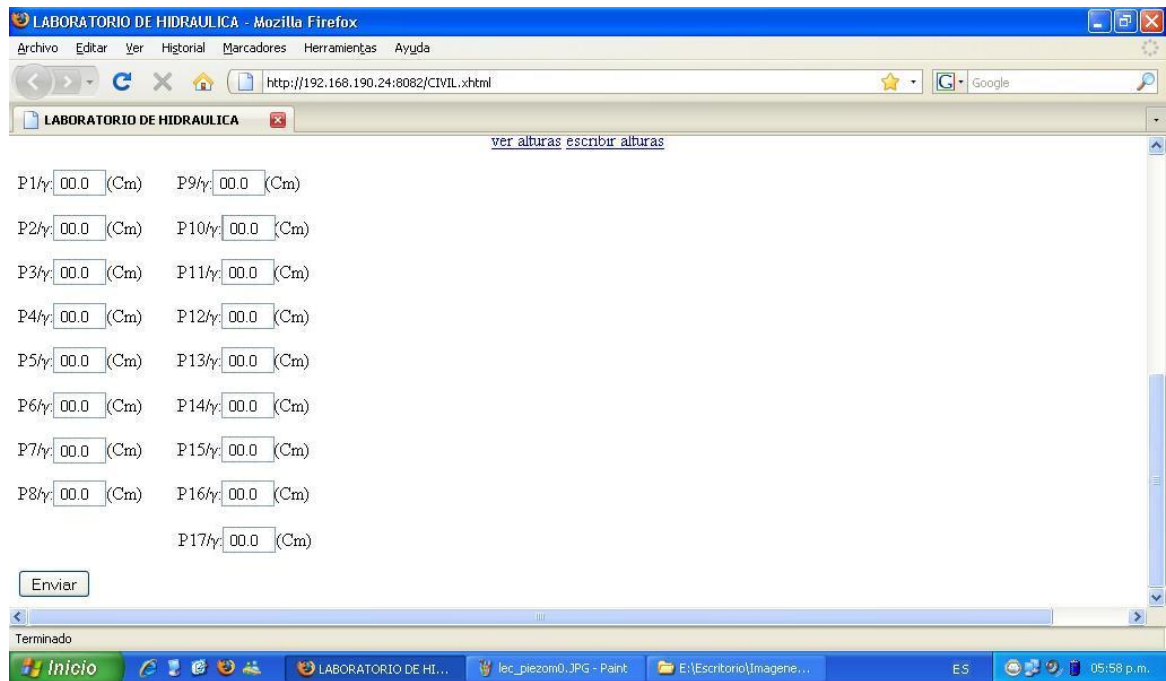 LABORATORIO DE HIDRAULICA - Mozilla Firefox
Archivo Editar Ver Historial Marcadores Herramientas Ayuda
http://192.168.190.24:8082/CIVIL.xhtml G Google
LABORATORIO DE HIDRAULICA
ver alturas escribir alturas
P1/γ: 00.0 (Cm) P9/γ: 00.0 (Cm)
P2/γ: 00.0 (Cm) P10/γ: 00.0 (Cm)
P3/γ: 00.0 (Cm) P11/γ: 00.0 (Cm)
P4/γ: 00.0 (Cm) P12/γ: 00.0 (Cm)
P5/γ: 00.0 (Cm) P13/γ: 00.0 (Cm)
P6/γ: 00.0 (Cm) P14/γ: 00.0 (Cm)
P7/γ: 00.0 (Cm) P15/γ: 00.0 (Cm)
P8/γ: 00.0 (Cm) P16/γ: 00.0 (Cm)
P17/γ: 00.0 (Cm)
Enviar
Terminado
Inicio LABORATORIO DE HI... lec_piezom0.JPG - Paint E:\Escritorio\Imagene... ES 05:58 p.m.